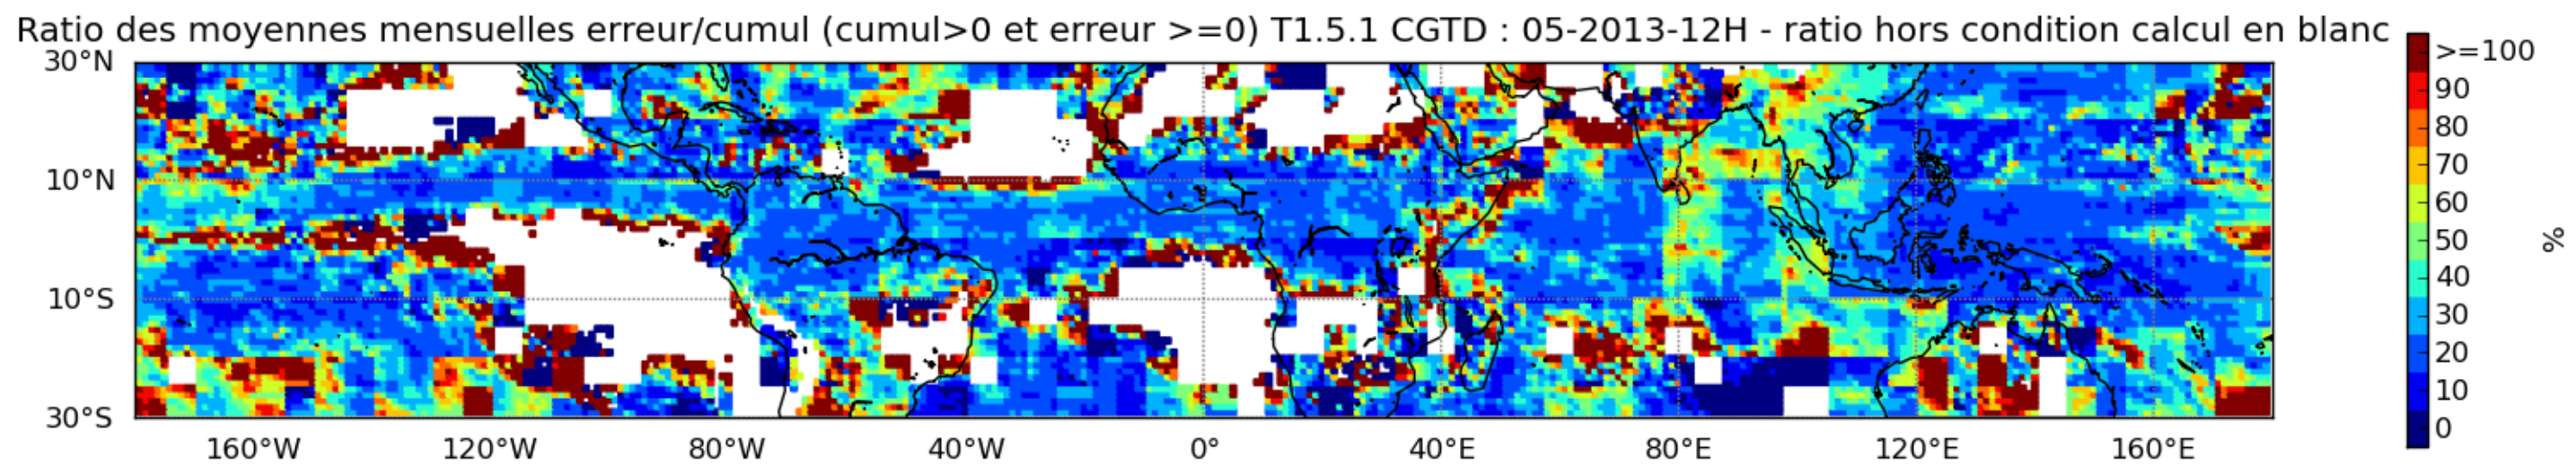 Ratio des moyennes mensuelles erreur/cumul (cumul>0 et erreur >=0) T1.5.1 CGTD : 05-2013-12H - ratio hors condition calcul en blanc
30°N
10°N
10°S
30°S
160°W 120°W 80°W 40°W 0° 40°E 80°E 120°E 160°E
>=100
90
80
70
60
50
40
30
20
10
0
%